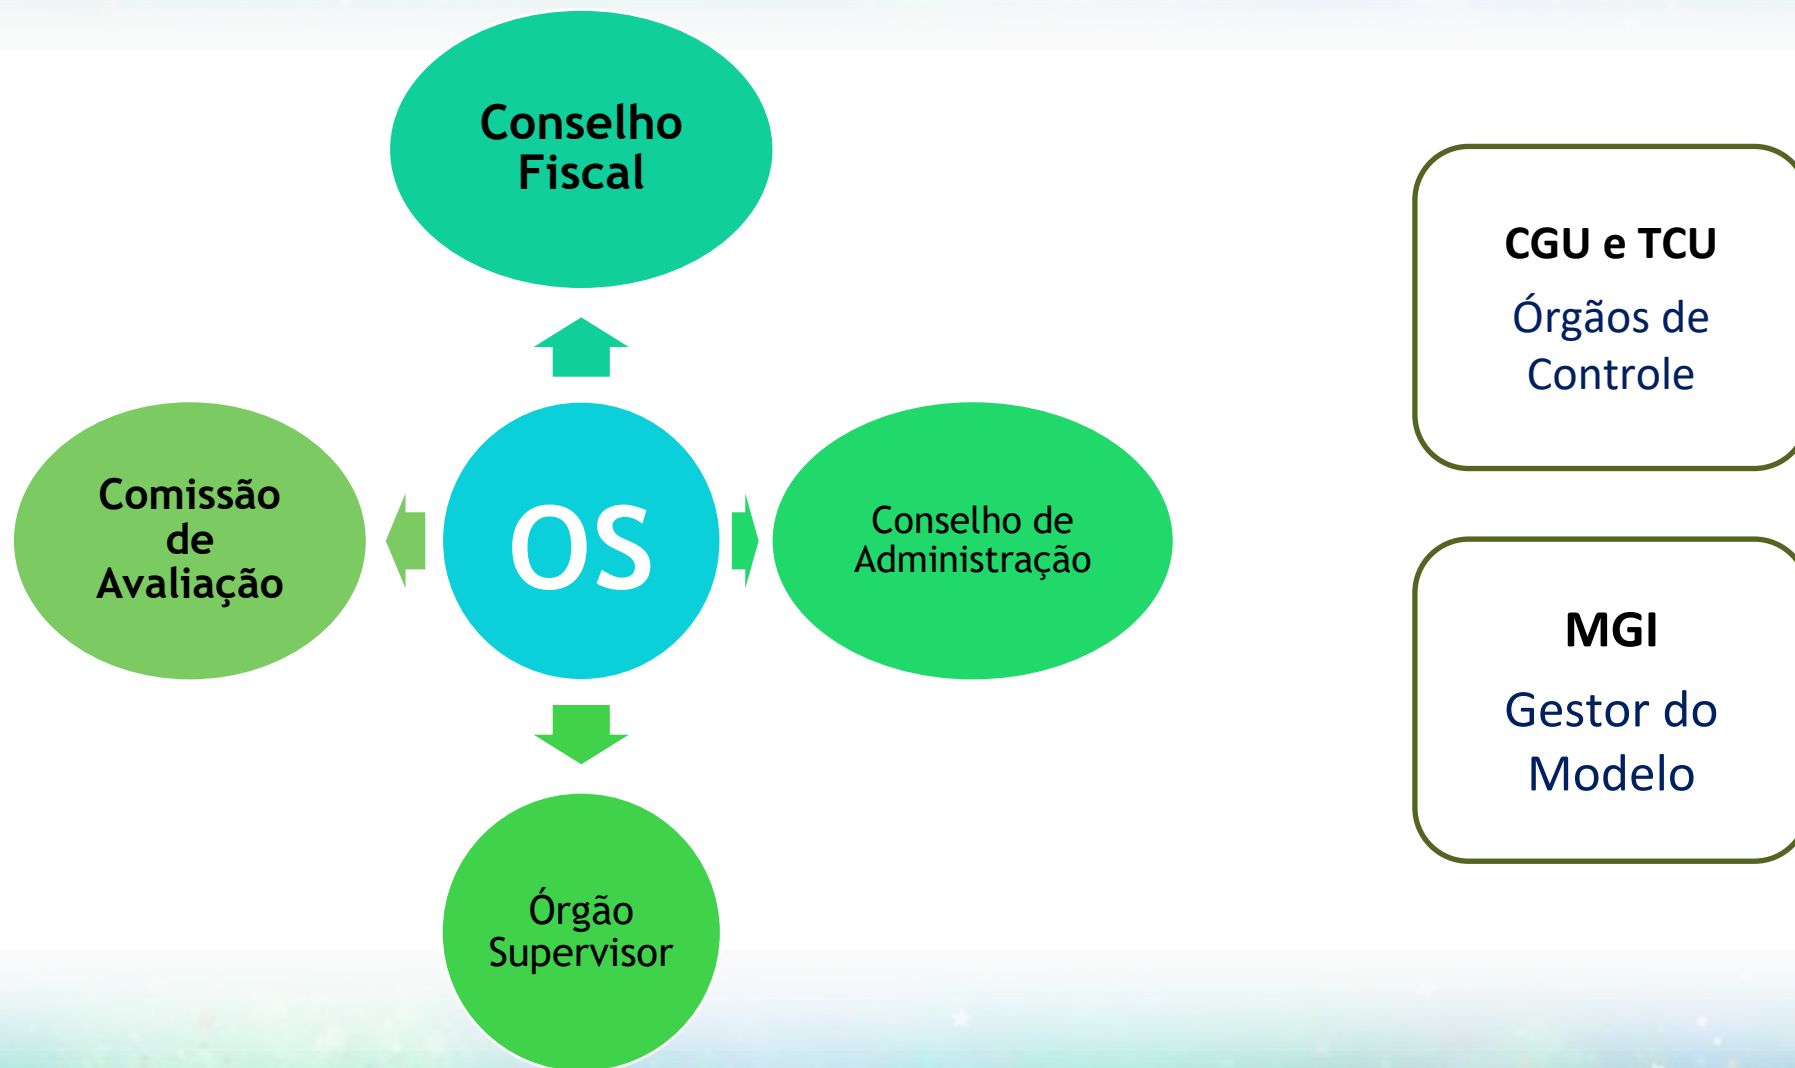 Conselho
Fiscal
Comissão
de
Avaliação
OS
Conselho de
Administração
Órgão
Supervisor
CGU e TCU
Órgãos de
Controle
MGI
Gestor do
Modelo